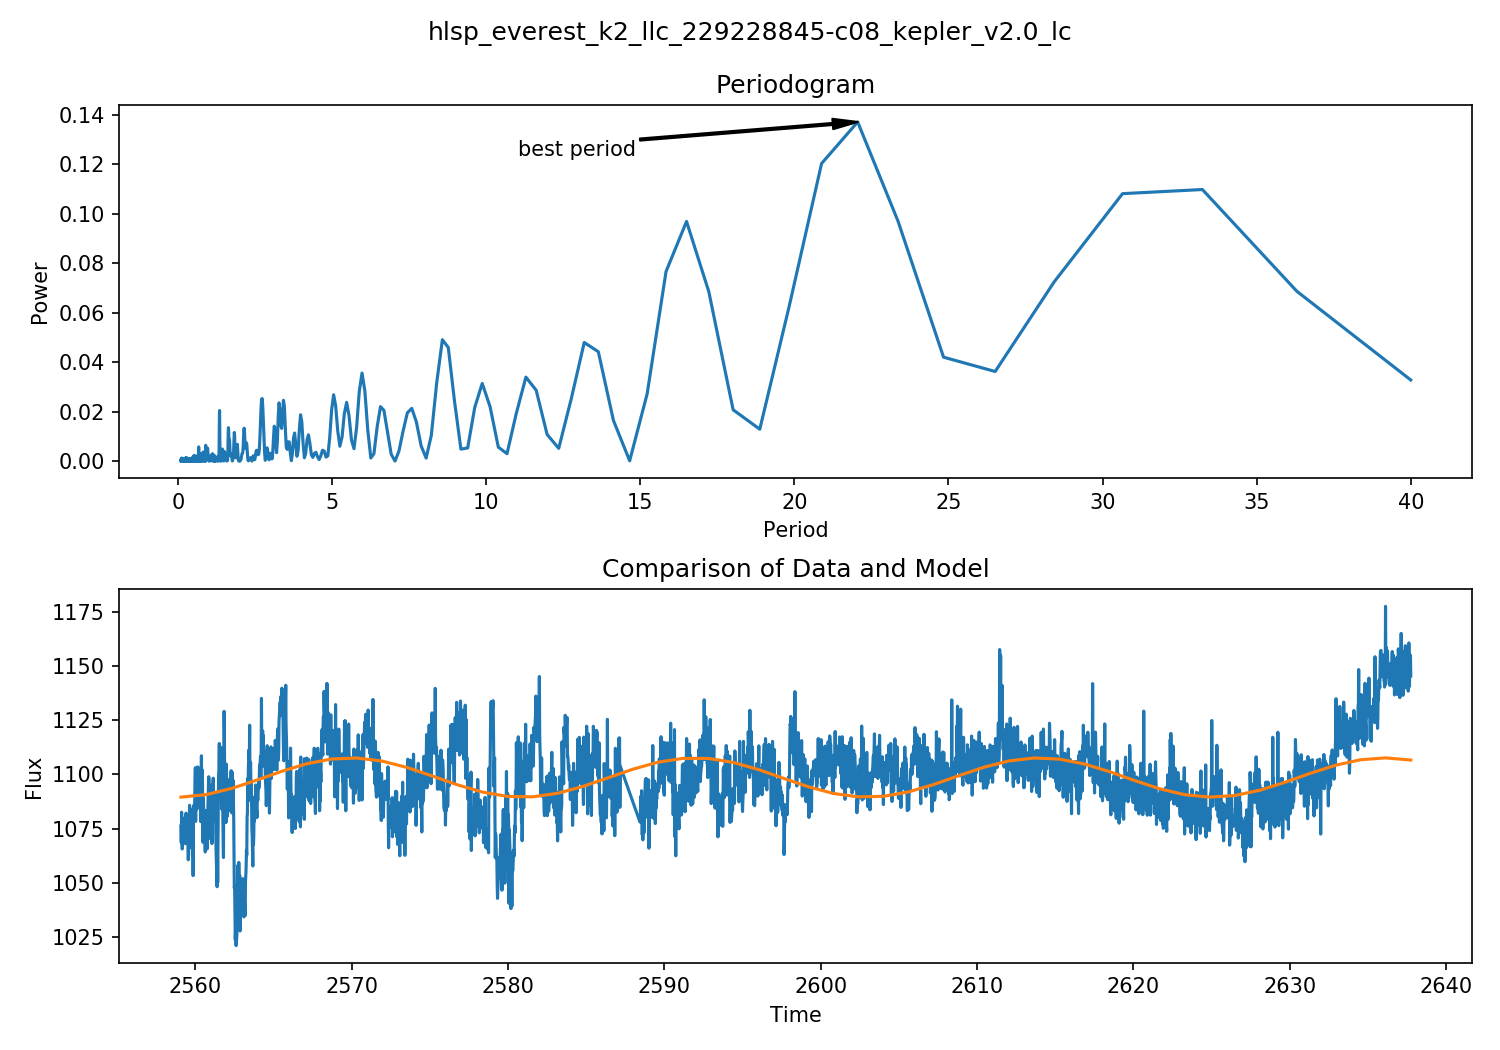 hlsp_everest_k2_llc_229228845-c08_kepler_v2.0_lc
Periodogram
0.14
0.12
0.10
0.08
0.06
0.04
0.02
0.00
Power
best period
0 5 10 15 20 25 30 35 40
Period
Comparison of Data and Model
1175
1150
1125
1100
1075
1050
1025
Flux
2560 2570 2580 2590 2600 2610 2620 2630 2640
Time